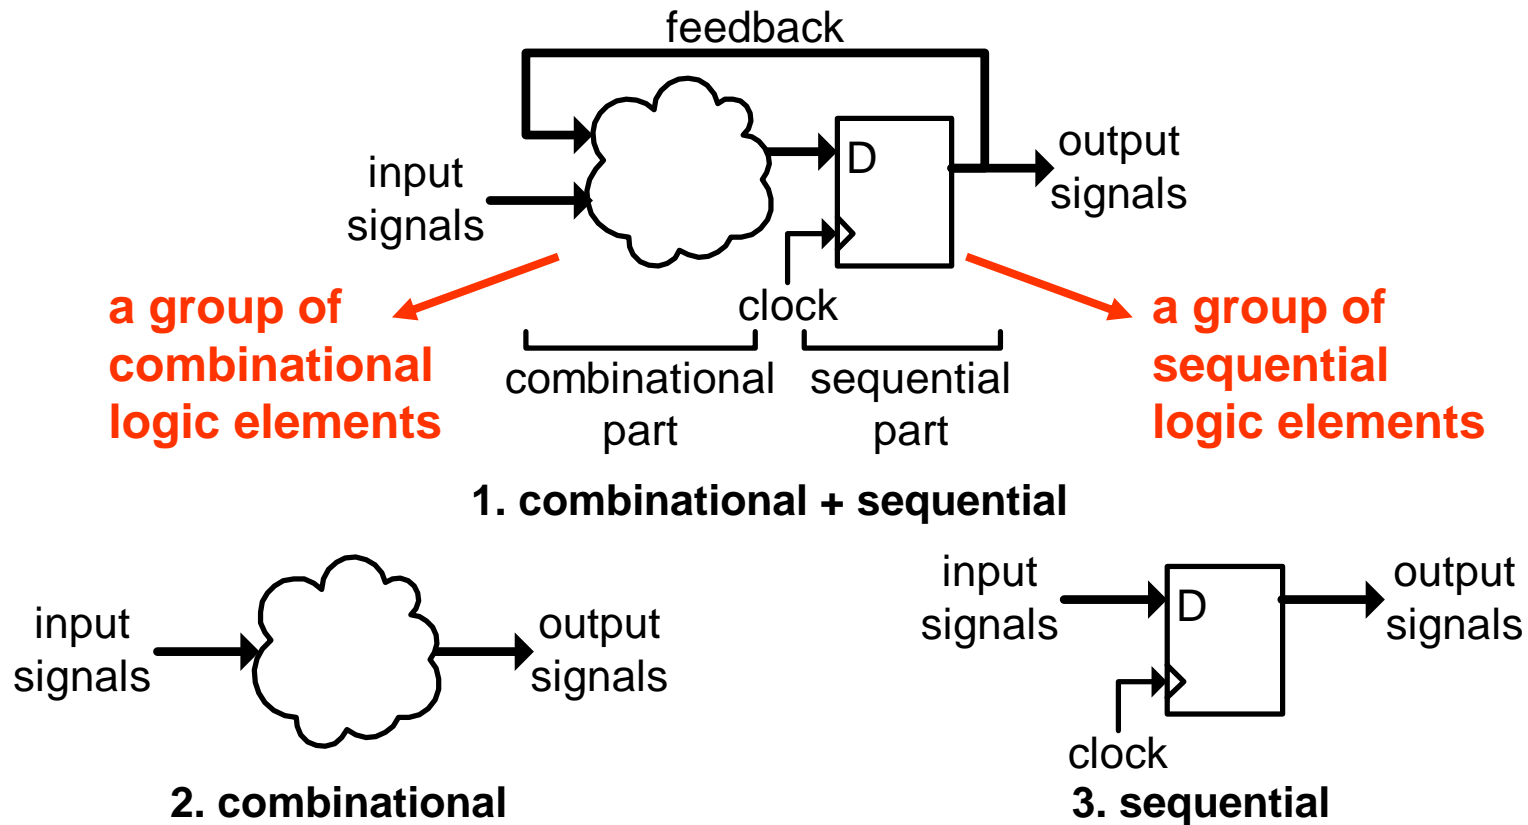 feedback
input
signals
D
output
signals
clock
a group of
combinational
logic elements
combinational
part
sequential
part
a group of
sequential
logic elements
1. combinational + sequential
input
signals
output
signals
2. combinational
input
signals
D
output
signals
clock
3. sequential